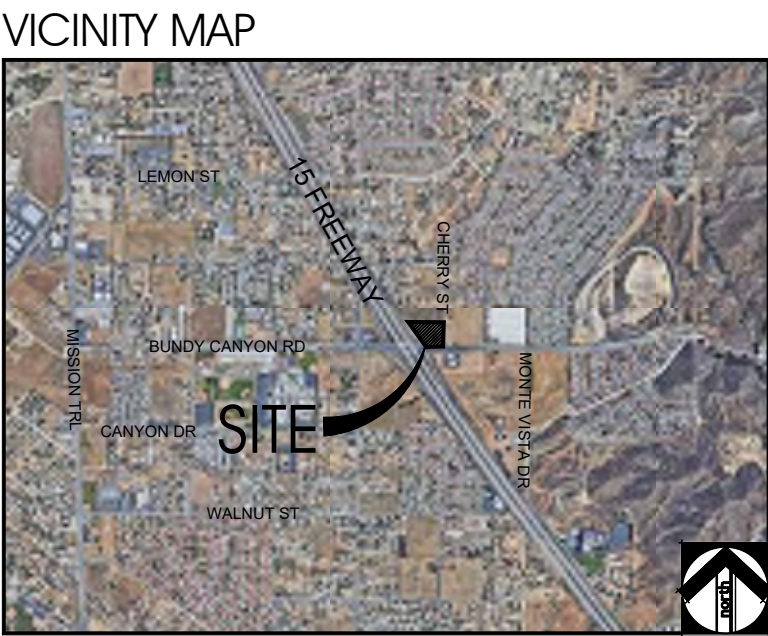 VICINITY MAP
LEMON ST
15 FREEWAY
CHERRY ST
MISSION TRL
BUNDY CANYON RD
MONTE VISTA DR
CANYON DR
SITE
WALNUT ST
north